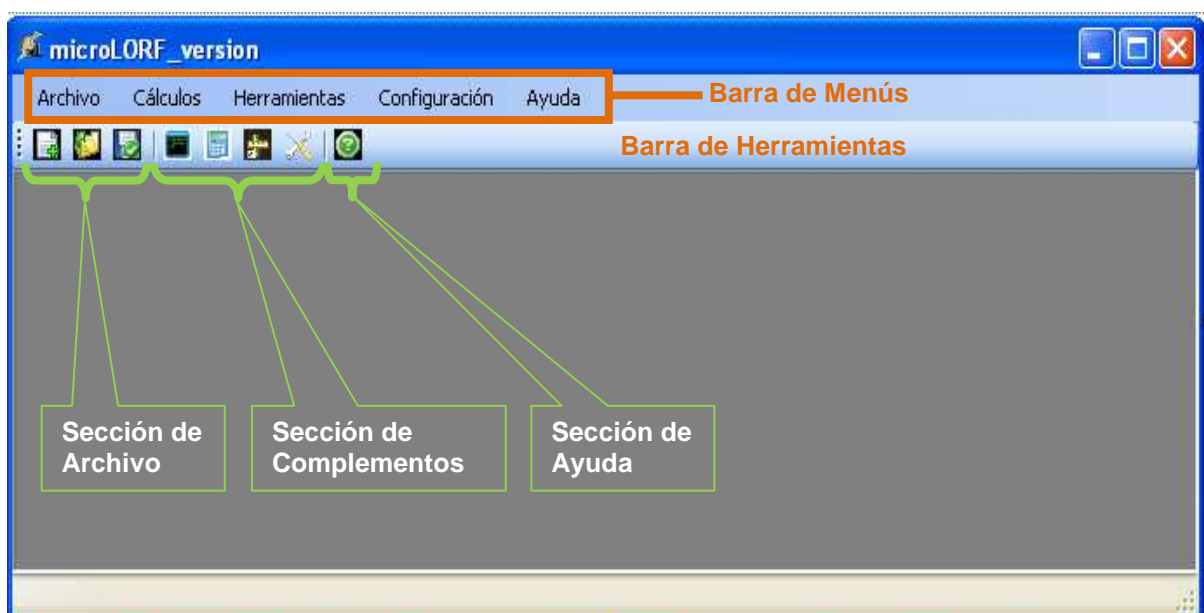 microLORF_version
Archivo Cálculos Herramientas Configuración Ayuda
Barra de Menús
Barra de Herramientas
Sección de
Archivo
Sección de
Complementos
Sección de
Ayuda